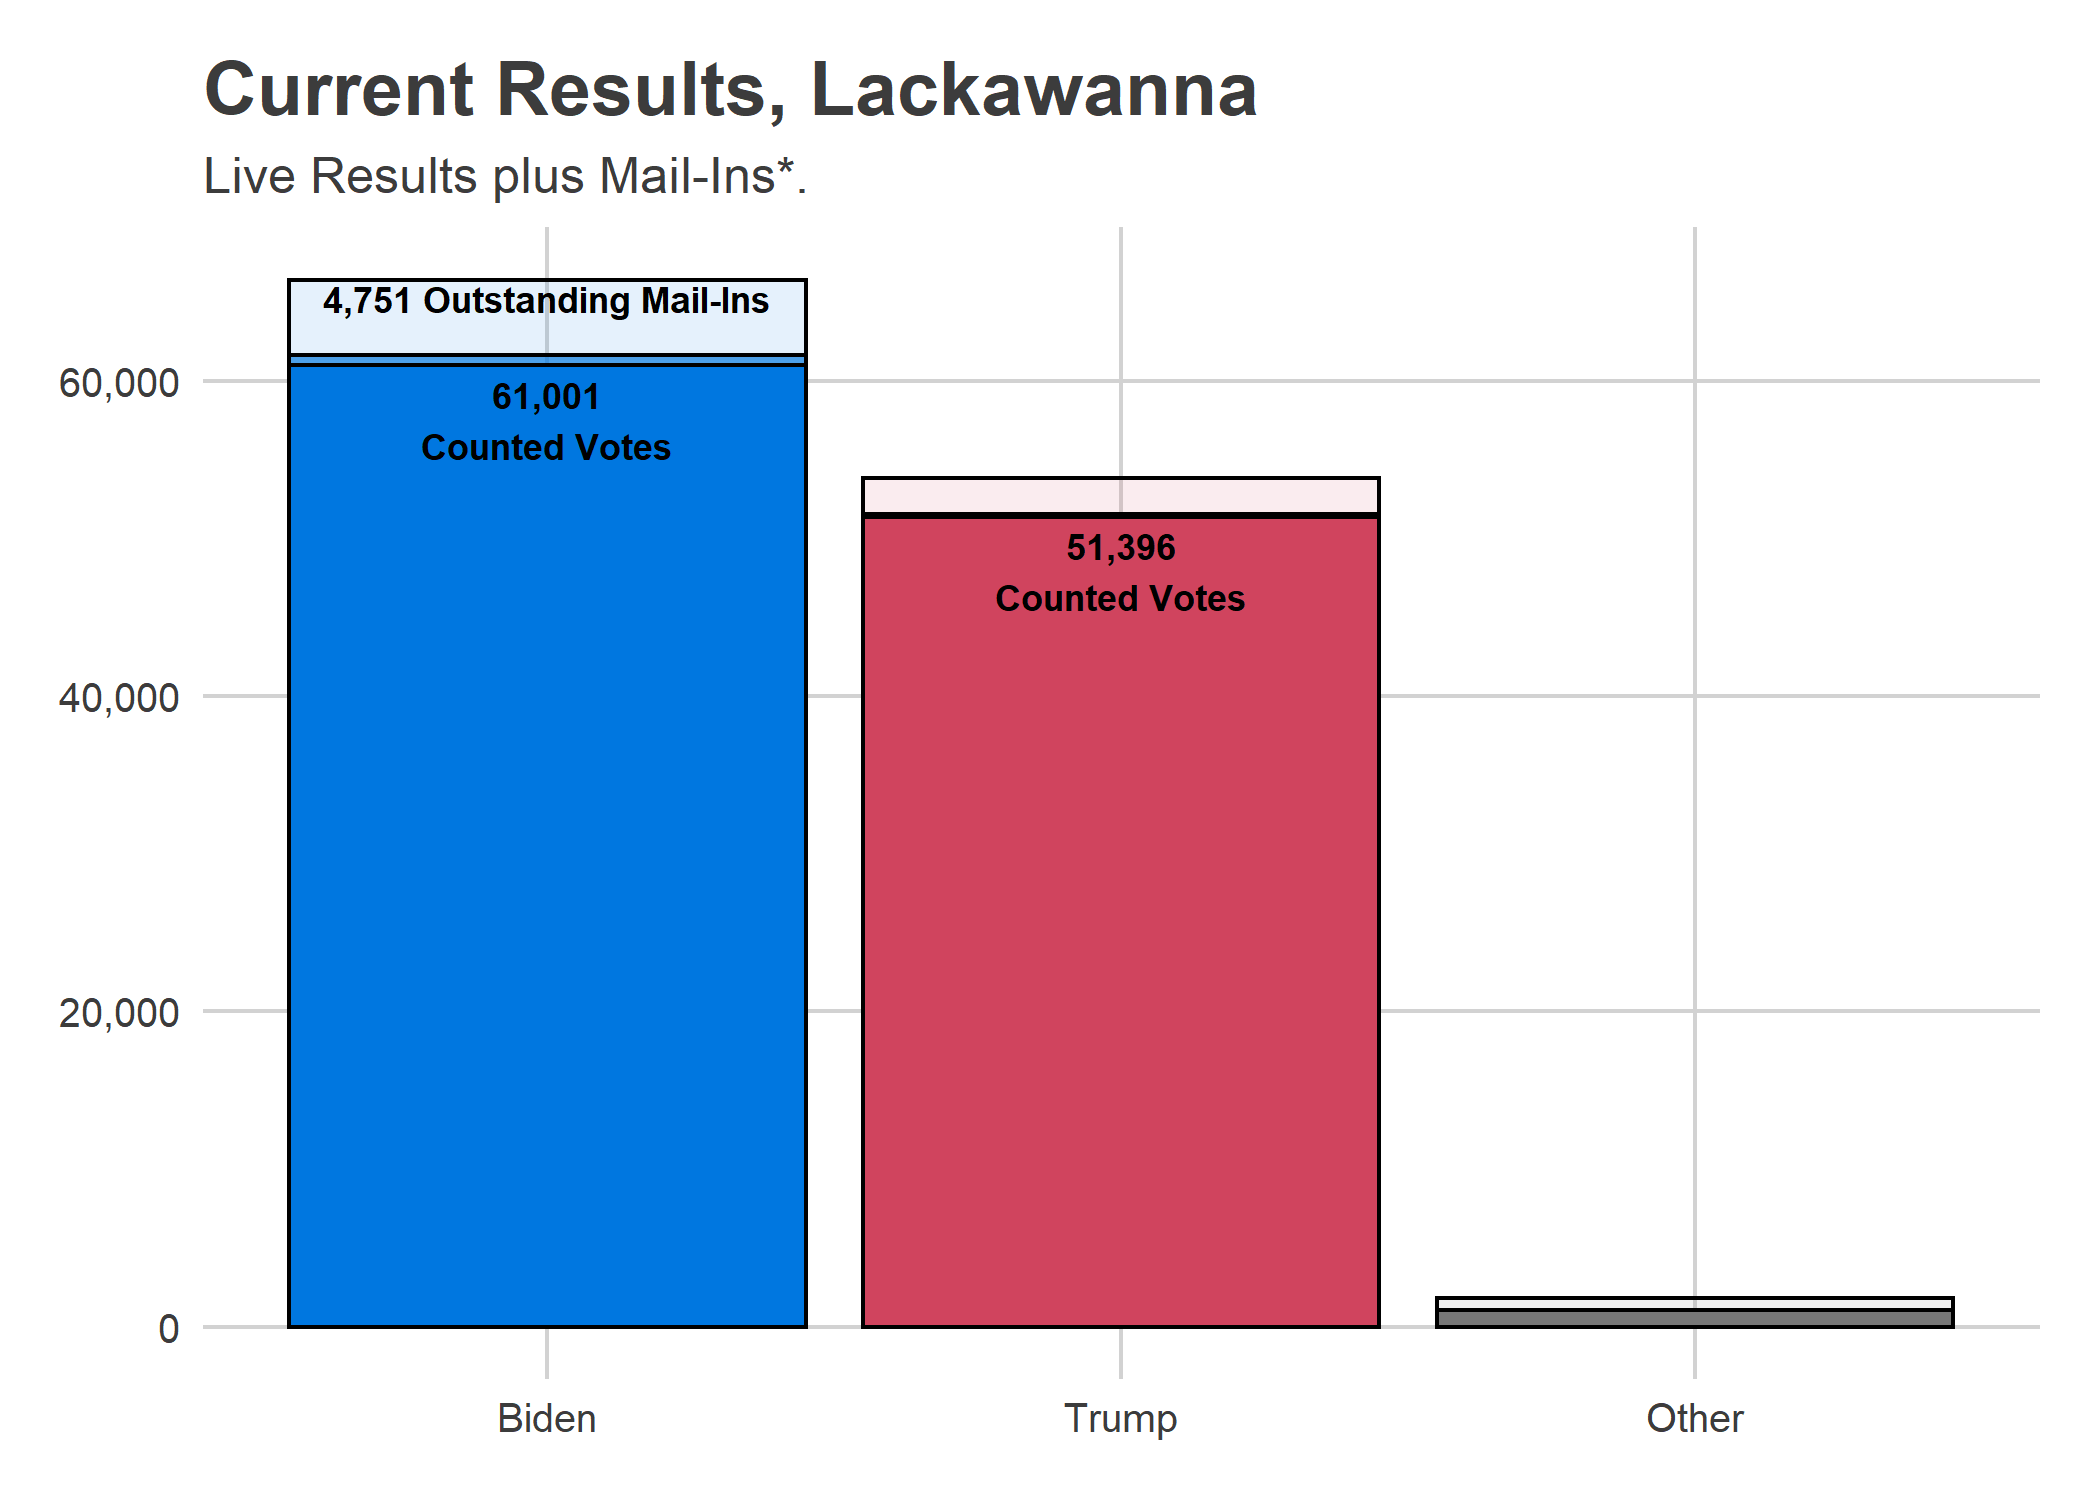 Current Results, Lackawanna
Live Results plus Mail-Ins*.
4,751 Outstanding Mail-Ins
60,000
61,001
Counted Votes
51,396
Counted Votes
40,000
20,000
0
Biden
Trump
Other